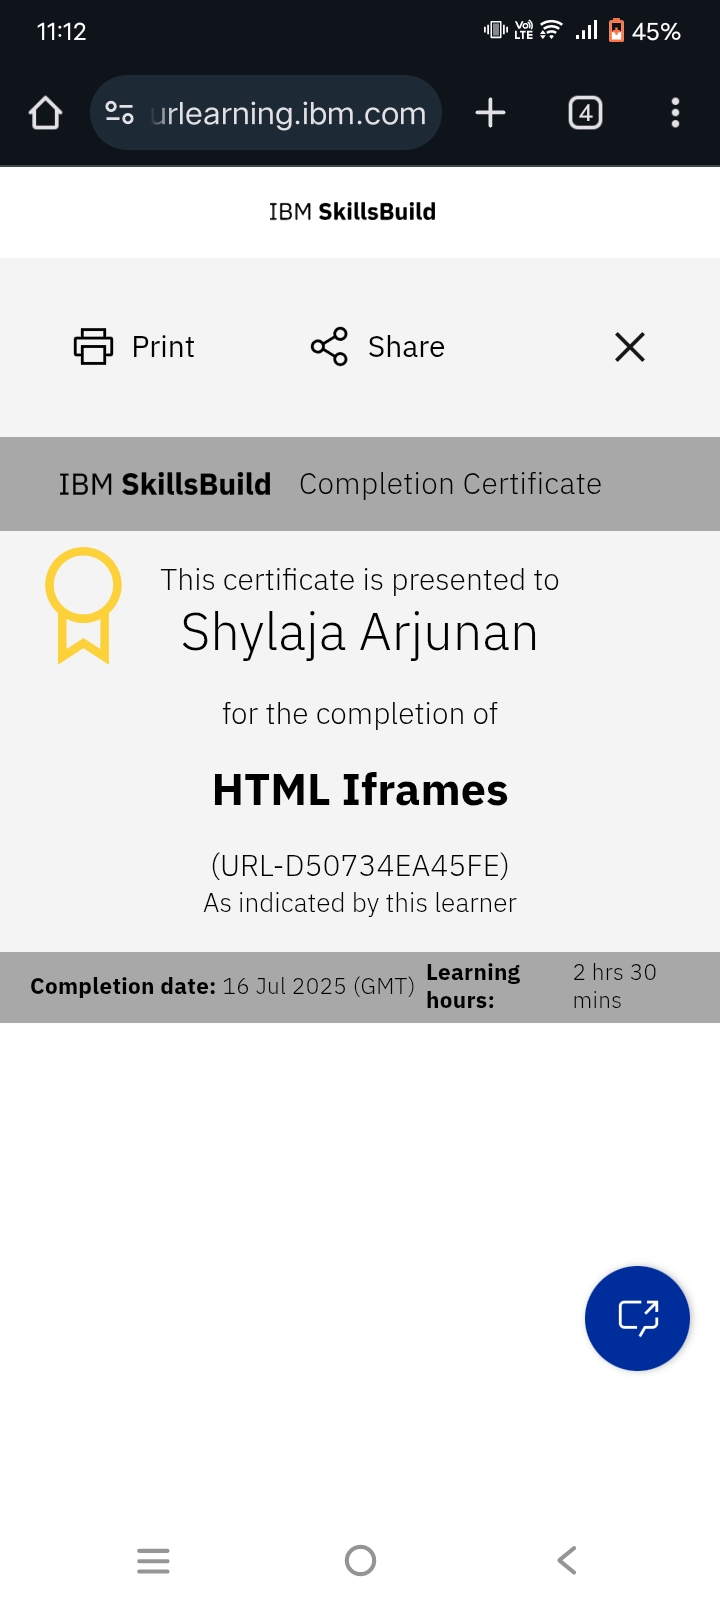 11:12
Vo) LTE
45%
urlearning.ibm.com
4
IBM SkillsBuild
Print
Share
IBM SkillsBuild Completion Certificate
This certificate is presented to
Shylaja Arjunan
for the completion of
HTML Iframes
(URL-D50734EA45FE)
As indicated by this learner
Completion date: 16 Jul 2025 (GMT)
Learning
hours:
2 hrs 30
mins